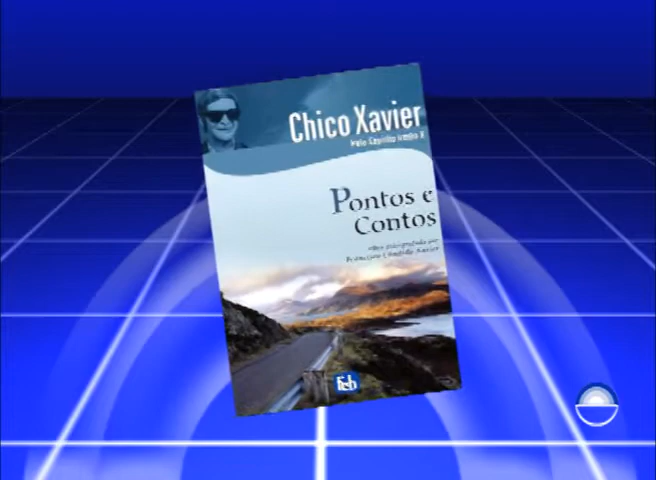 Chico Xavier
Pelo Espírito Irmão X
Pontos e
Contos
obra psicografada por
Francisco Cândido Xavier
feb